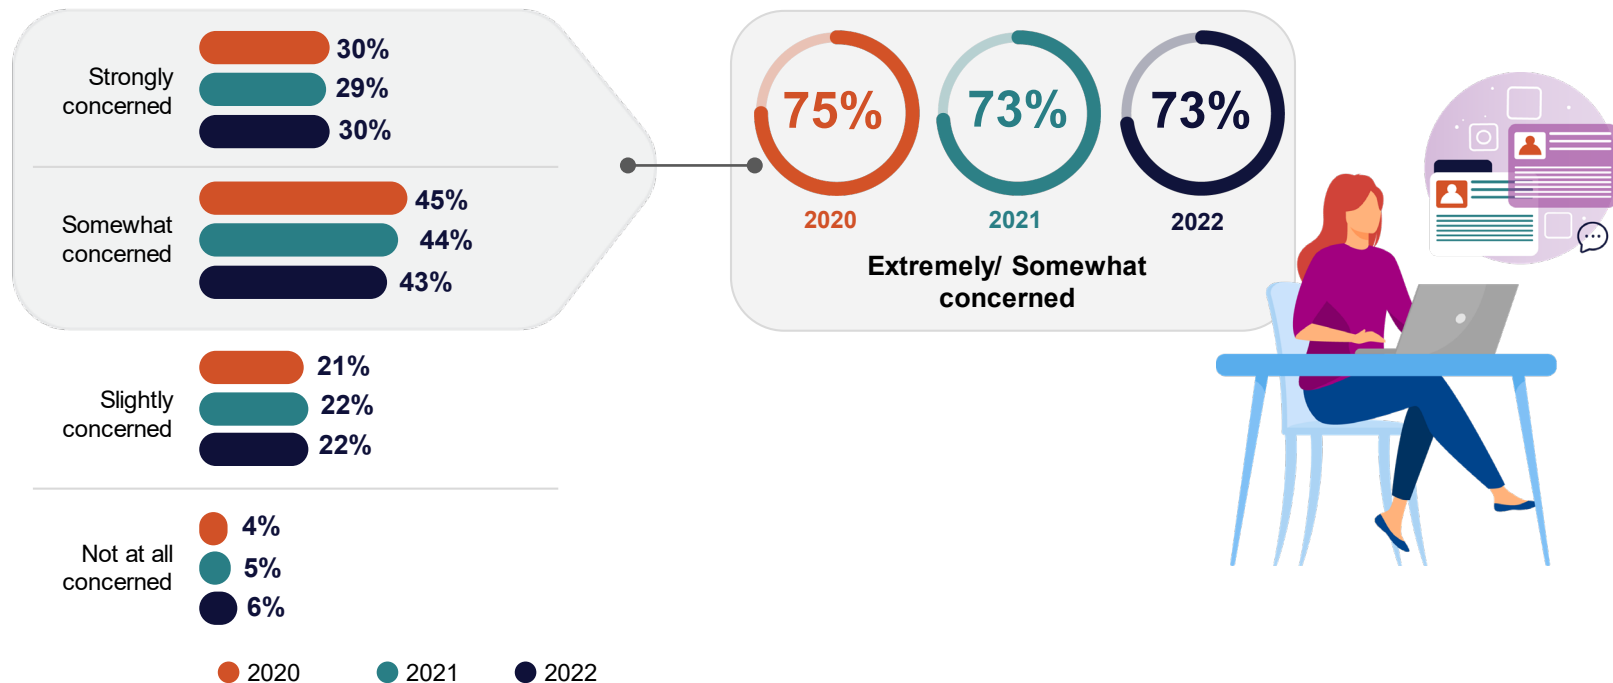 Strongly
concerned
30%
29%
30%
Somewhat
concerned
45%
44%
43%
Slightly
concerned
21%
22%
22%
Not at all
concerned
4%
5%
6%
2020
2021
2022
75%
73%
73%
2020
2021
2022
Extremely/ Somewhat
concerned